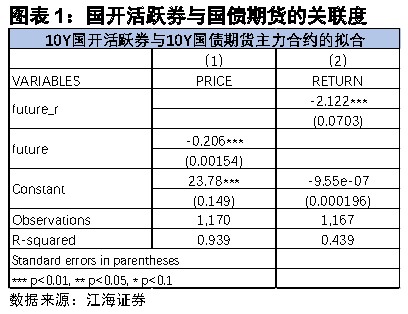 图表1：国开活跃券与国债期货的关联度
10Y国开活跃券与10Y国债期货主力合约的拟合
(1) (2)
VARIABLES PRICE RETURN
future_r -2.122***
(0.0703)
future -0.206***
(0.00154)
Constant 23.78*** -9.55e-07
(0.149) (0.000196)
Observations 1,170 1,167
R-squared 0.939 0.439
Standard errors in parentheses
*** p<0.01, ** p<0.05, * p<0.1
数据来源：江海证券